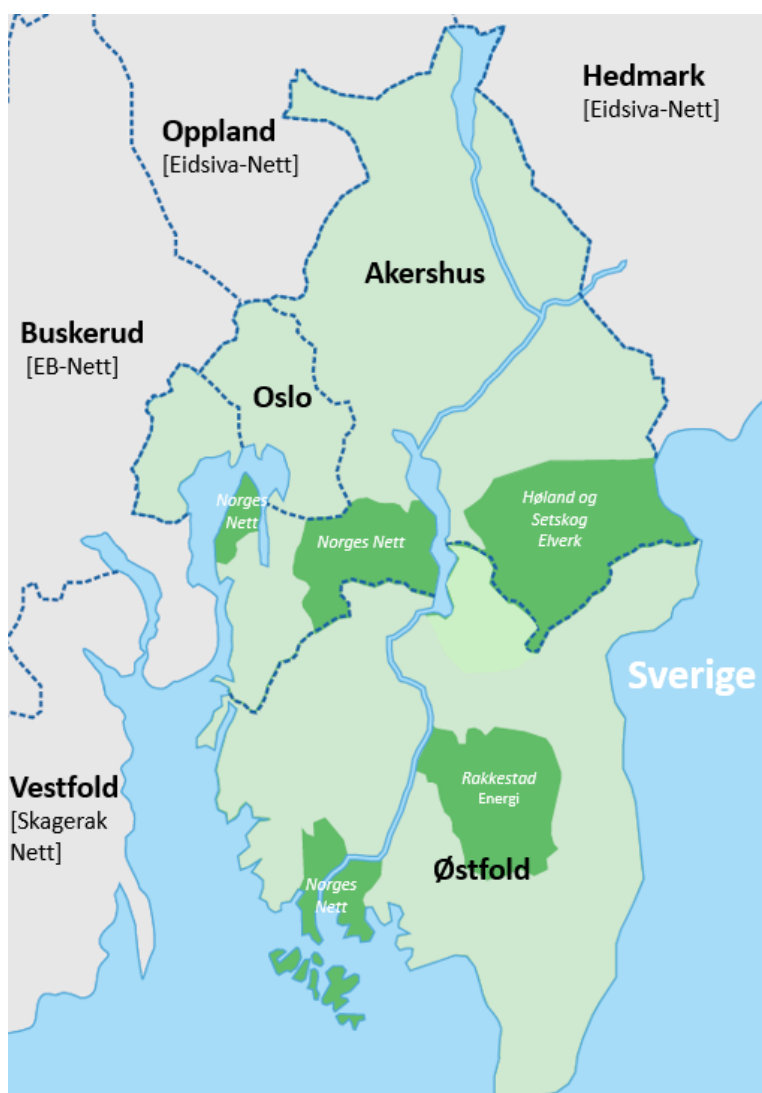 Hedmark
[Eidsiva-Nett]
Oppland
[Eidsiva-Nett]
Akershus
Buskerud
[EB-Nett]
Oslo
Norges
Nett
Norges Nett
Høland og
Setskog
Elverk
Sverige
Vestfold
[Skagerak
Nett]
Rakkestad
Energi
Østfold
Norges
Nett